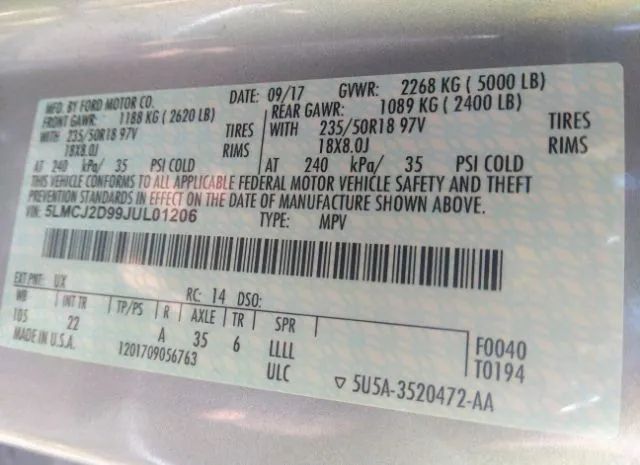 MFD. BY FORD MOTOR CO.
DATE: 09/17 GVWR: 2268 KG ( 5000 LB)
FRONT GAWR: 1188 KG ( 2620 LB) REAR GAWR: 1089 KG ( 2400 LB)
WITH 235/50R18 97V TIRES WITH 235/50R18 97V TIRES
18X8.0J RIMS 18X8.0J RIMS
AT 240 kPa/ 35 PSI COLD AT 240 kPa/ 35 PSI COLD
THIS VEHICLE CONFORMS TO ALL APPLICABLE FEDERAL MOTOR VEHICLE SAFETY AND THEFT
PREVENTION STANDARDS IN EFFECT ON THE DATE OF MANUFACTURE SHOWN ABOVE.
VIN: 5LMCJ2D99JUL01206 TYPE: MPV
EXT PNT: UX RC: 14 DSO:
WB INT TR TP/PS R AXLE TR SPR
105 22 A 35 6 LLLL F0040
MADE IN U.S.A. 1201709056763 ULC T0194
▽ 5U5A-3520472-AA